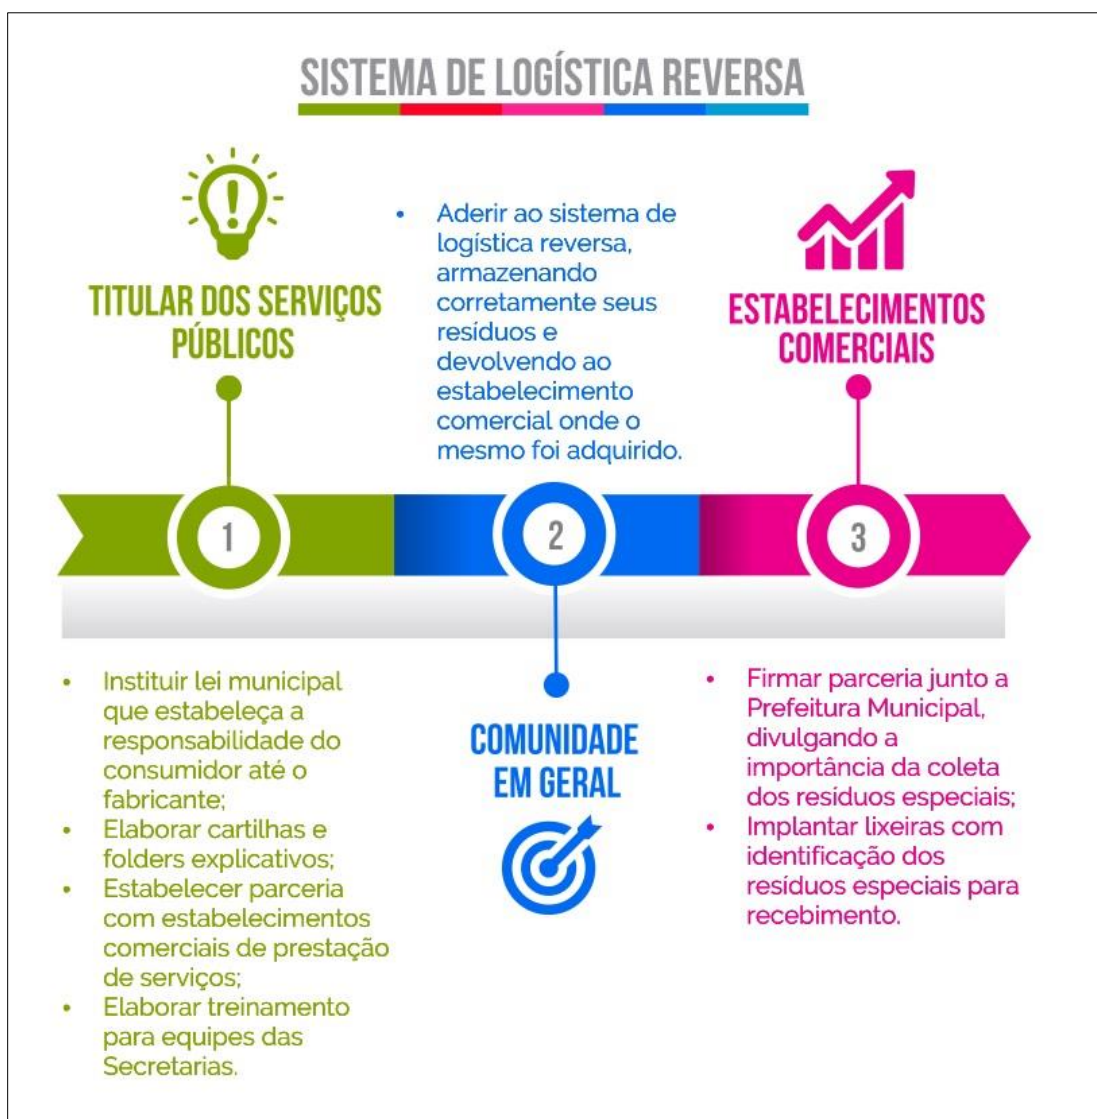 SISTEMA DE LOGÍSTICA REVERSA
TITULAR DOS SERVIÇOS
PÚBLICOS
1
• Instituir lei municipal
que estabeleça a
responsabilidade do
consumidor até o
fabricante;
• Elaborar cartilhas e
folders explicativos;
• Estabelecer parceria
com estabelecimentos
comerciais de prestação
de serviços;
• Elaborar treinamento
para equipes das
Secretarias.
• Aderir ao sistema de
logística reversa,
armazenando
corretamente seus
resíduos e
devolvendo ao
estabelecimento
comercial onde o
mesmo foi adquirido.
2
COMUNIDADE
EM GERAL
ESTABELECIMENTOS
COMERCIAIS
3
• Firmar parceria junto a
Prefeitura Municipal,
divulgando a
importância da coleta
dos resíduos especiais;
• Implantar lixeiras com
identificação dos
resíduos especiais para
recebimento.